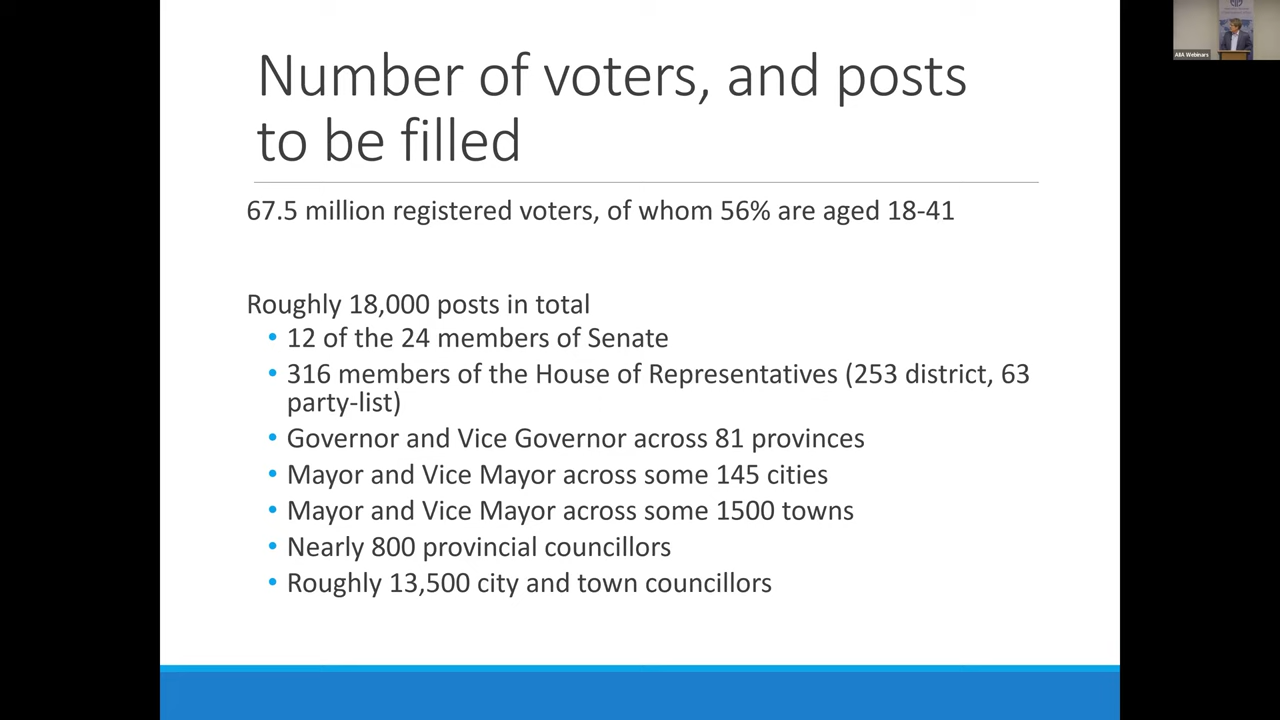 Number of voters, and posts
to be filled
67.5 million registered voters, of whom 56% are aged 18-41
Roughly 18,000 posts in total
• 12 of the 24 members of Senate
• 316 members of the House of Representatives (253 district, 63
party-list)
• Governor and Vice Governor across 81 provinces
• Mayor and Vice Mayor across some 145 cities
• Mayor and Vice Mayor across some 1500 towns
• Nearly 800 provincial councillors
• Roughly 13,500 city and town councillors
AIIA Webinars